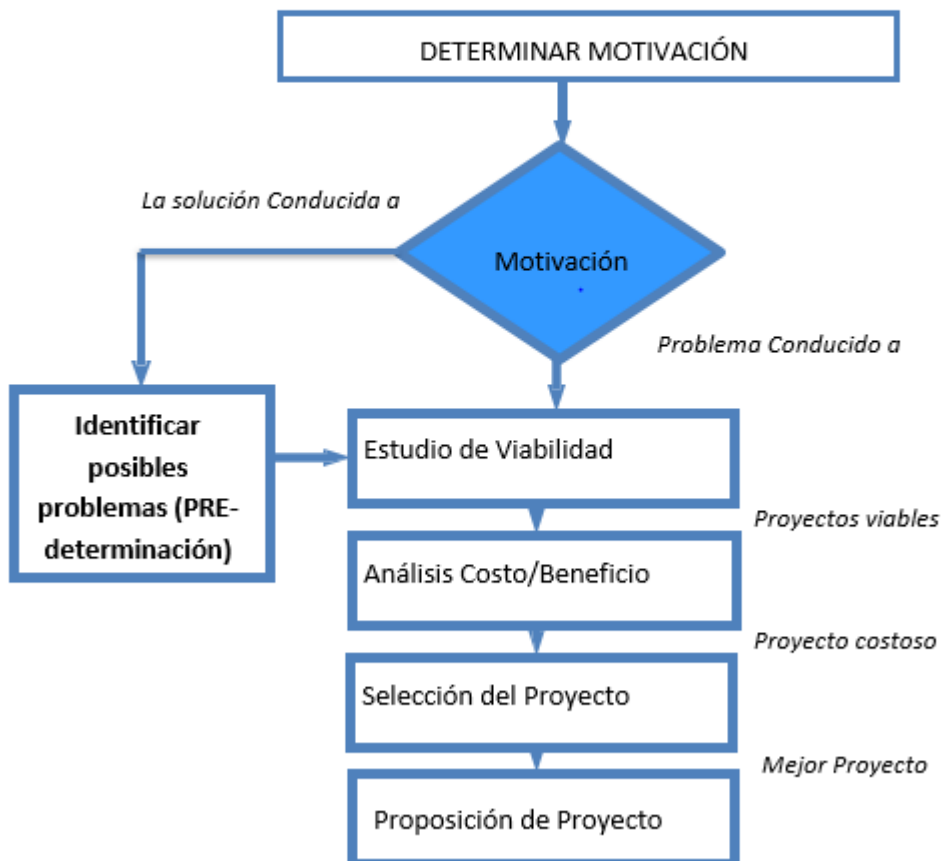 DETERMINAR MOTIVACIÓN
La solución Conducida a
Motivación
Problema Conducido a
Identificar
posibles
problemas (PRE-
determinación)
Estudio de Viabilidad
Proyectos viables
Análisis Costo/Beneficio
Proyecto costoso
Selección del Proyecto
Mejor Proyecto
Proposición de Proyecto